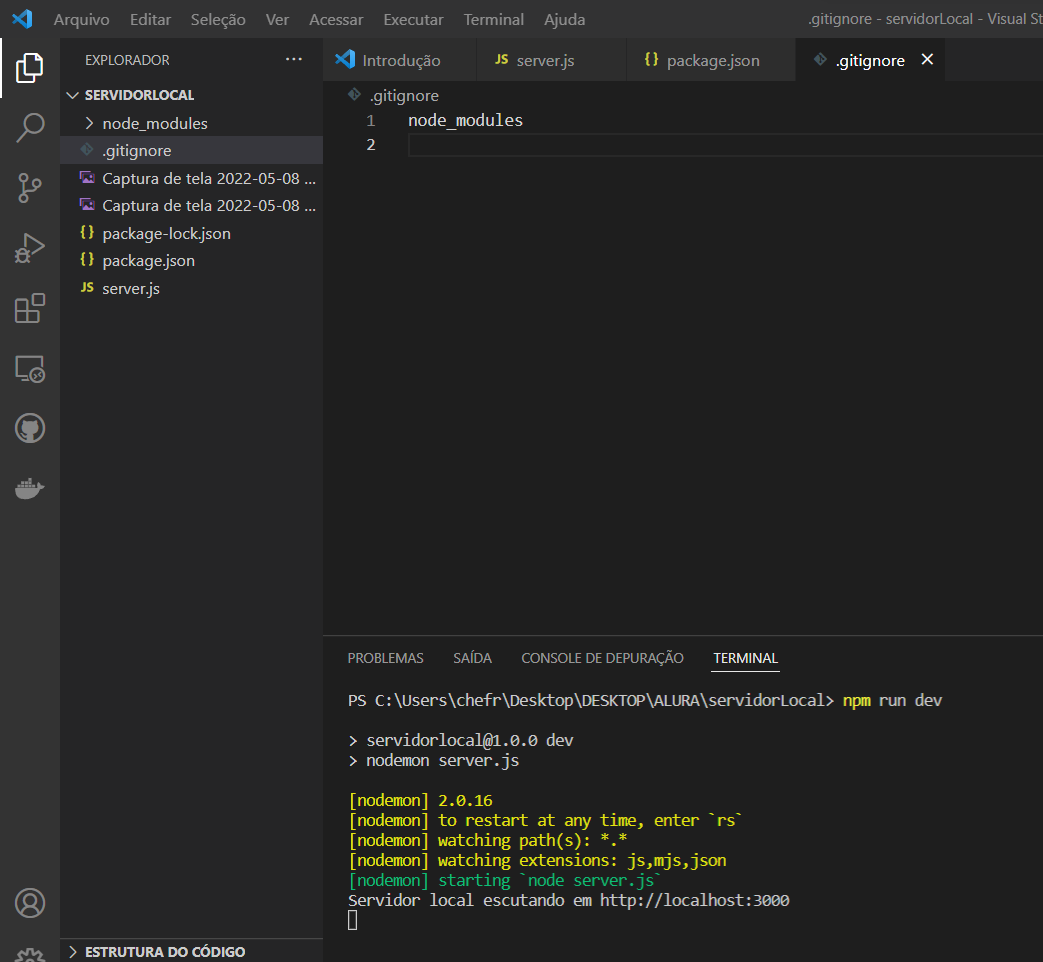 Arquivo Editar Seleção Ver Acessar Executar Terminal Ajuda .gitignore - servidorLocal - Visual St
EXPLORADOR ...
Introdução JS server.js {} package.json .gitignore ×
SERVIDORLOCAL
node_modules
.gitignore
Captura de tela 2022-05-08 ...
Captura de tela 2022-05-08 ...
{} package-lock.json
{} package.json
JS server.js
ESTRUTURA DO CÓDIGO
.gitignore
1 node_modules
2
PROBLEMAS SAÍDA CONSOLE DE DEPURAÇÃO TERMINAL
PS C:\Users\chefr\Desktop\DESKTOP\ALURA\servidorLocal> npm run dev
> servidorlocal@1.0.0 dev
> nodemon server.js
[nodemon] 2.0.16
[nodemon] to restart at any time, enter `rs`
[nodemon] watching path(s): *.*
[nodemon] watching extensions: js,mjs,json
[nodemon] starting `node server.js`
Servidor local escutando em http://localhost:3000